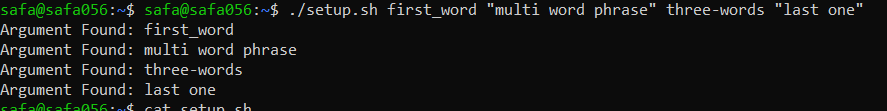 safa@safa056:~$ safa@safa056:~$ ./setup.sh first_word "multi word phrase" three-words "last one"
Argument Found: first_word
Argument Found: multi word phrase
Argument Found: three-words
Argument Found: last one
safa@safa056:~$ cat setup.sh